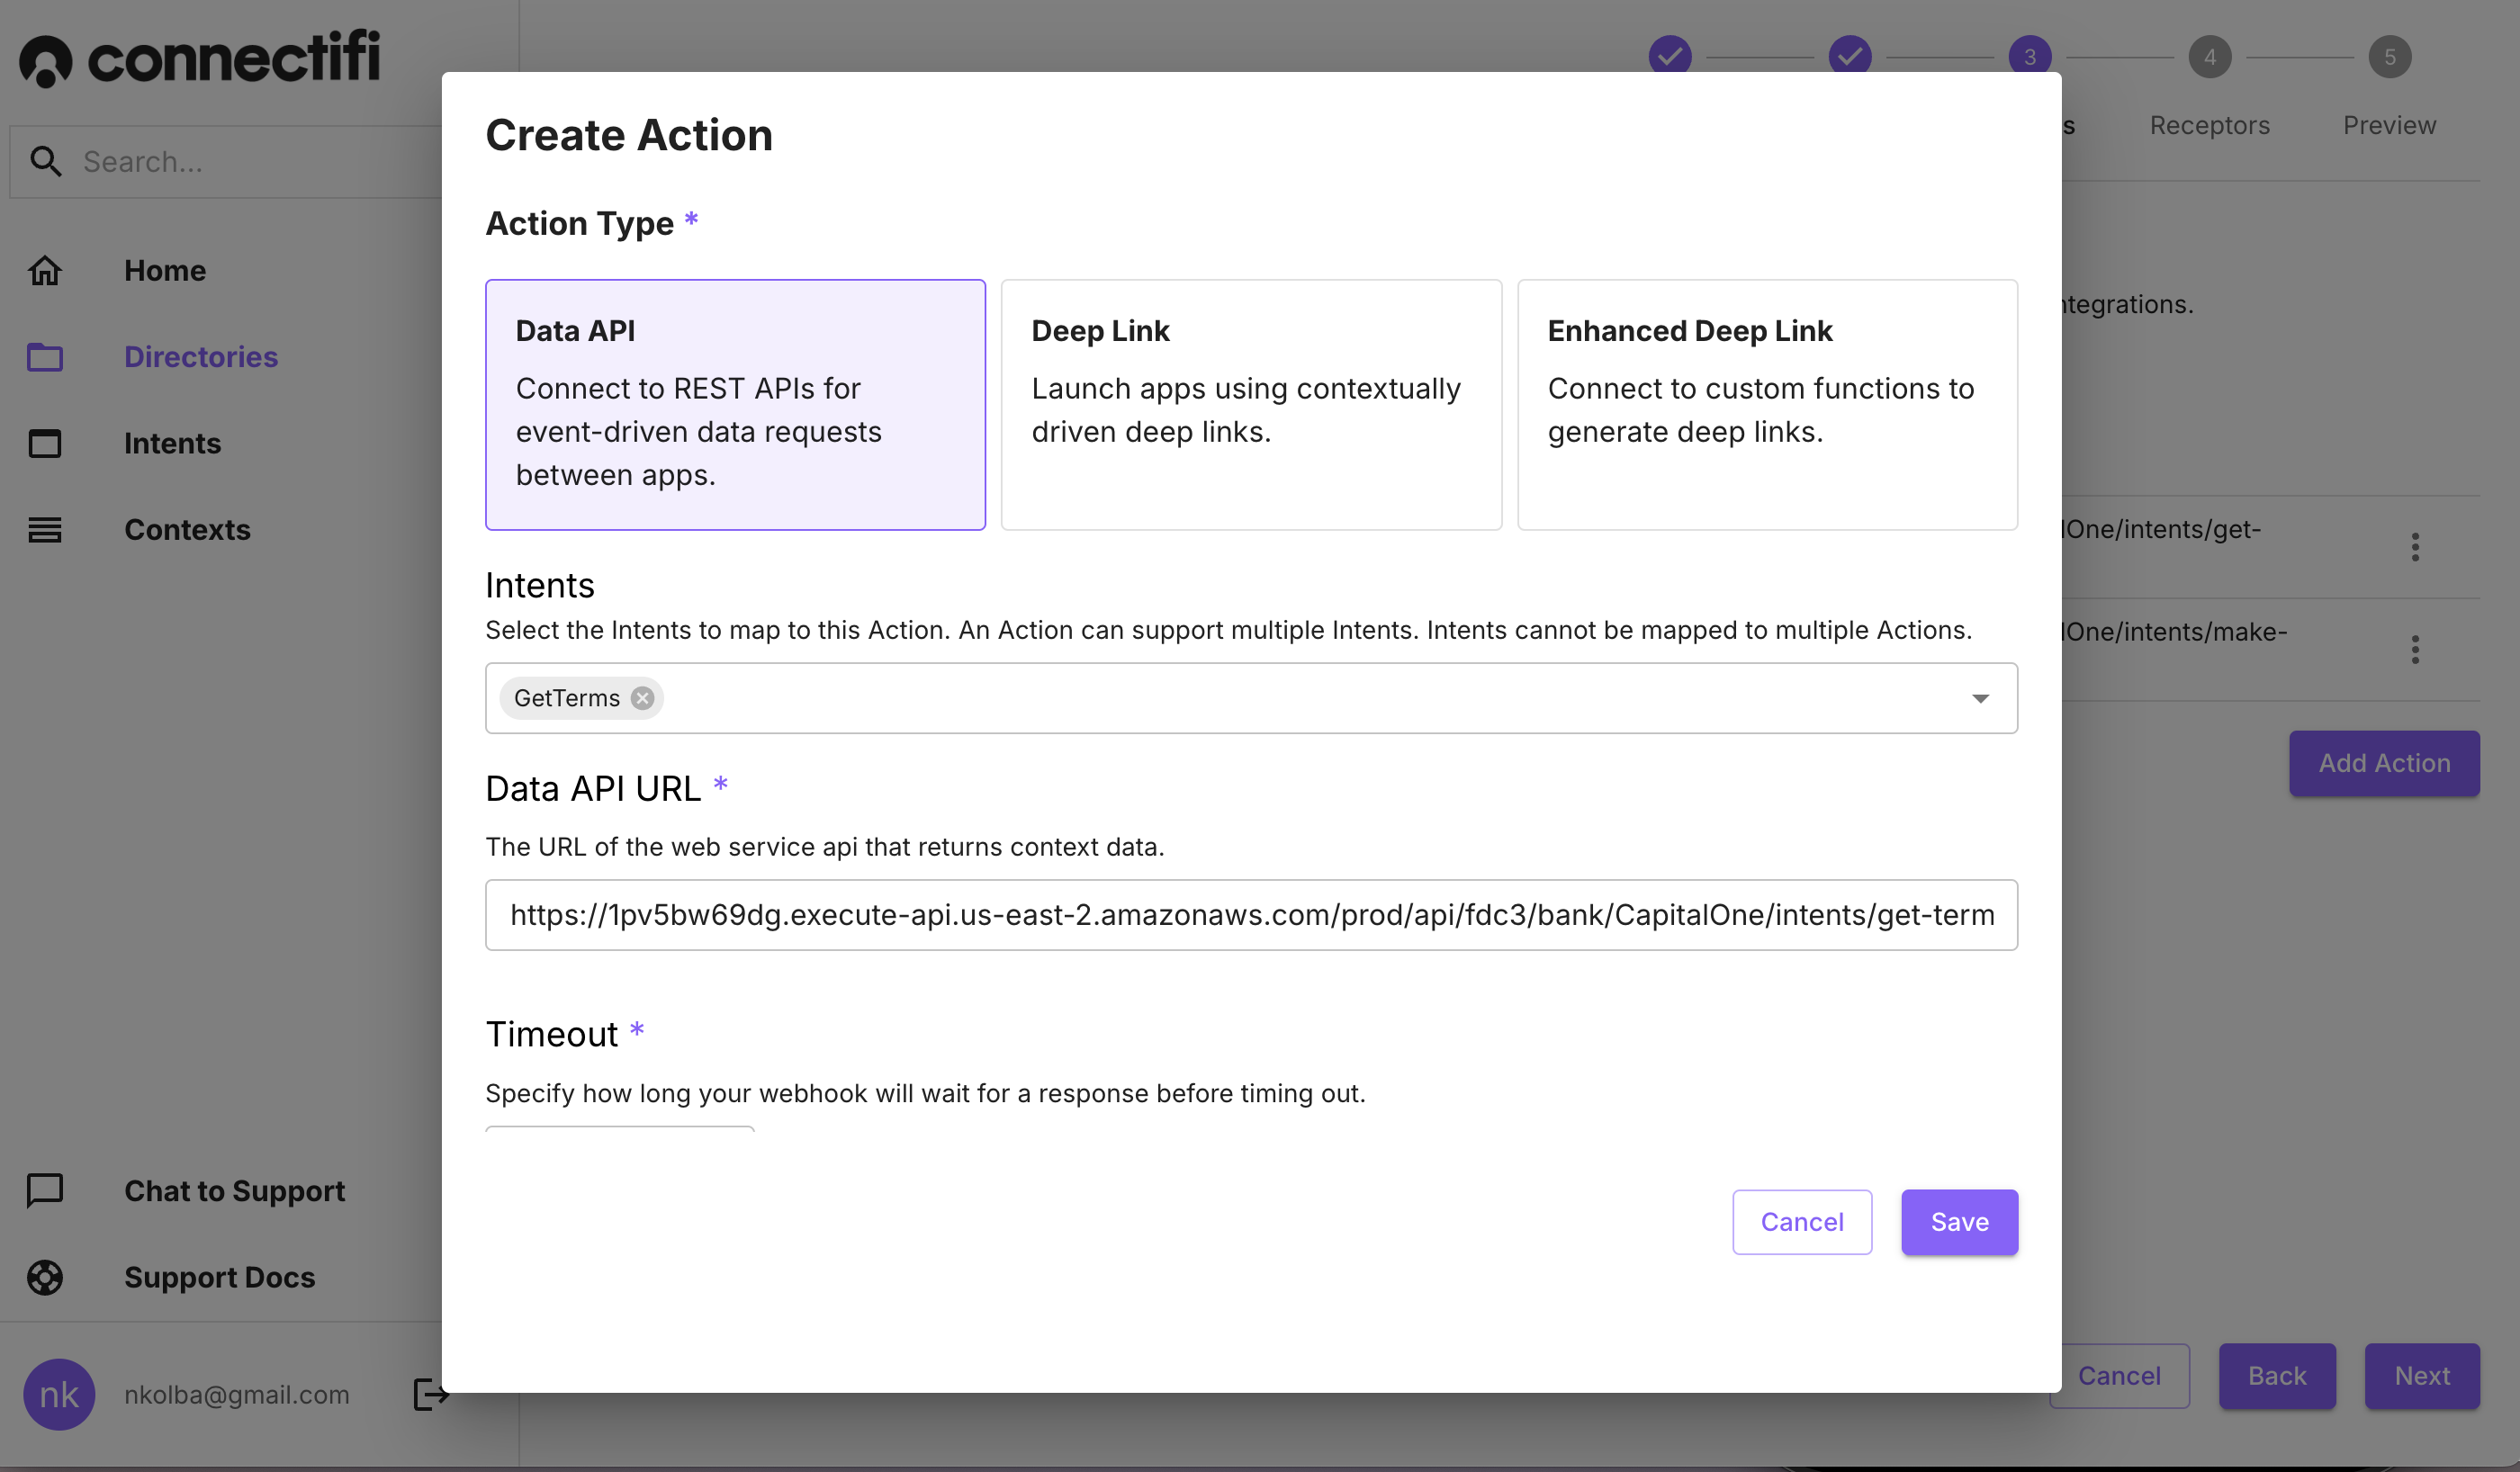 connectifi
Search...
Home
Directories
Intents
Contexts
Chat to Support
Support Docs
nk
nkolba@gmail.com
3
4
5
s
Receptors
Preview
ntegrations.
lOne/intents/get-
lOne/intents/make-
Add Action
Cancel
Back
Next
Create Action
Action Type *
Data API
Connect to REST APIs for
event-driven data requests
between apps.
Deep Link
Launch apps using contextually
driven deep links.
Enhanced Deep Link
Connect to custom functions to
generate deep links.
Intents
Select the Intents to map to this Action. An Action can support multiple Intents. Intents cannot be mapped to multiple Actions.
GetTerms
Data API URL *
The URL of the web service api that returns context data.
https://1pv5bw69dg.execute-api.us-east-2.amazonaws.com/prod/api/fdc3/bank/CapitalOne/intents/get-term
Timeout *
Specify how long your webhook will wait for a response before timing out.
Cancel
Save